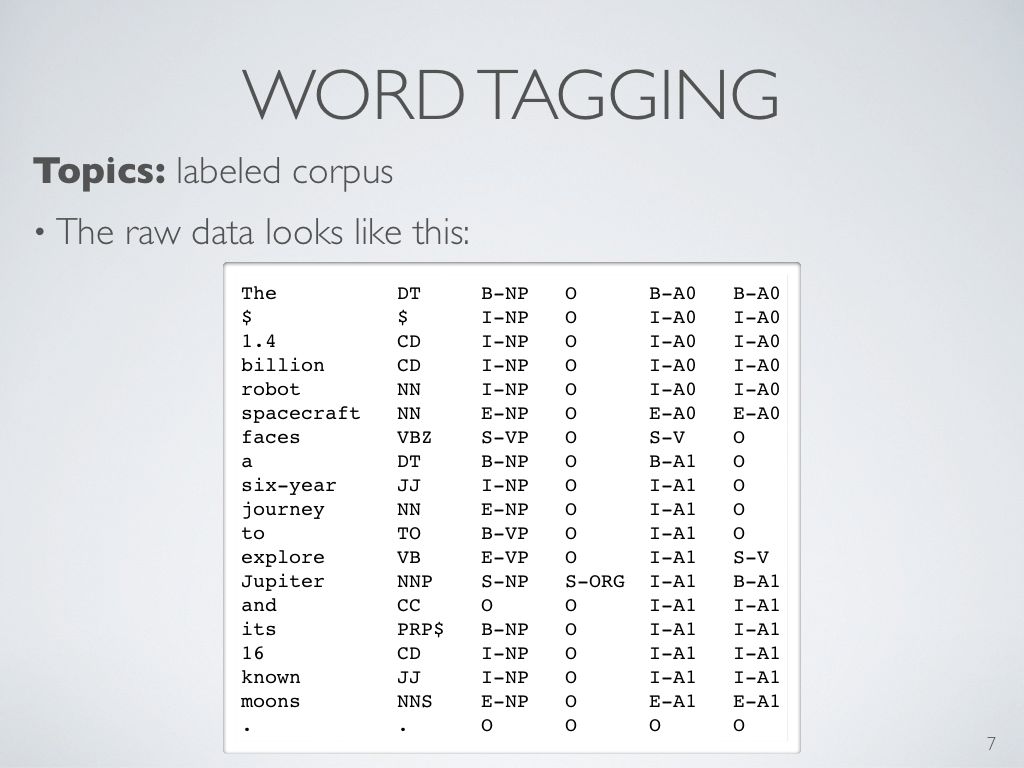 WORD TAGGING
Topics: labeled corpus
• The raw data looks like this:
The DT B-NP O B-A0 B-A0
$ $ I-NP O I-A0 I-A0
1.4 CD I-NP O I-A0 I-A0
billion CD I-NP O I-A0 I-A0
robot NN I-NP O I-A0 I-A0
spacecraft NN E-NP O E-A0 E-A0
faces VBZ S-VP O S-V O
a DT B-NP O B-A1 O
six-year JJ I-NP O I-A1 O
journey NN E-NP O I-A1 O
to TO B-VP O I-A1 O
explore VB E-VP O I-A1 S-V
Jupiter NNP S-NP S-ORG I-A1 B-A1
and CC O O I-A1 I-A1
its PRP$ B-NP O I-A1 I-A1
16 CD I-NP O I-A1 I-A1
known JJ I-NP O I-A1 I-A1
moons NNS E-NP O E-A1 E-A1
. . O O O O
7